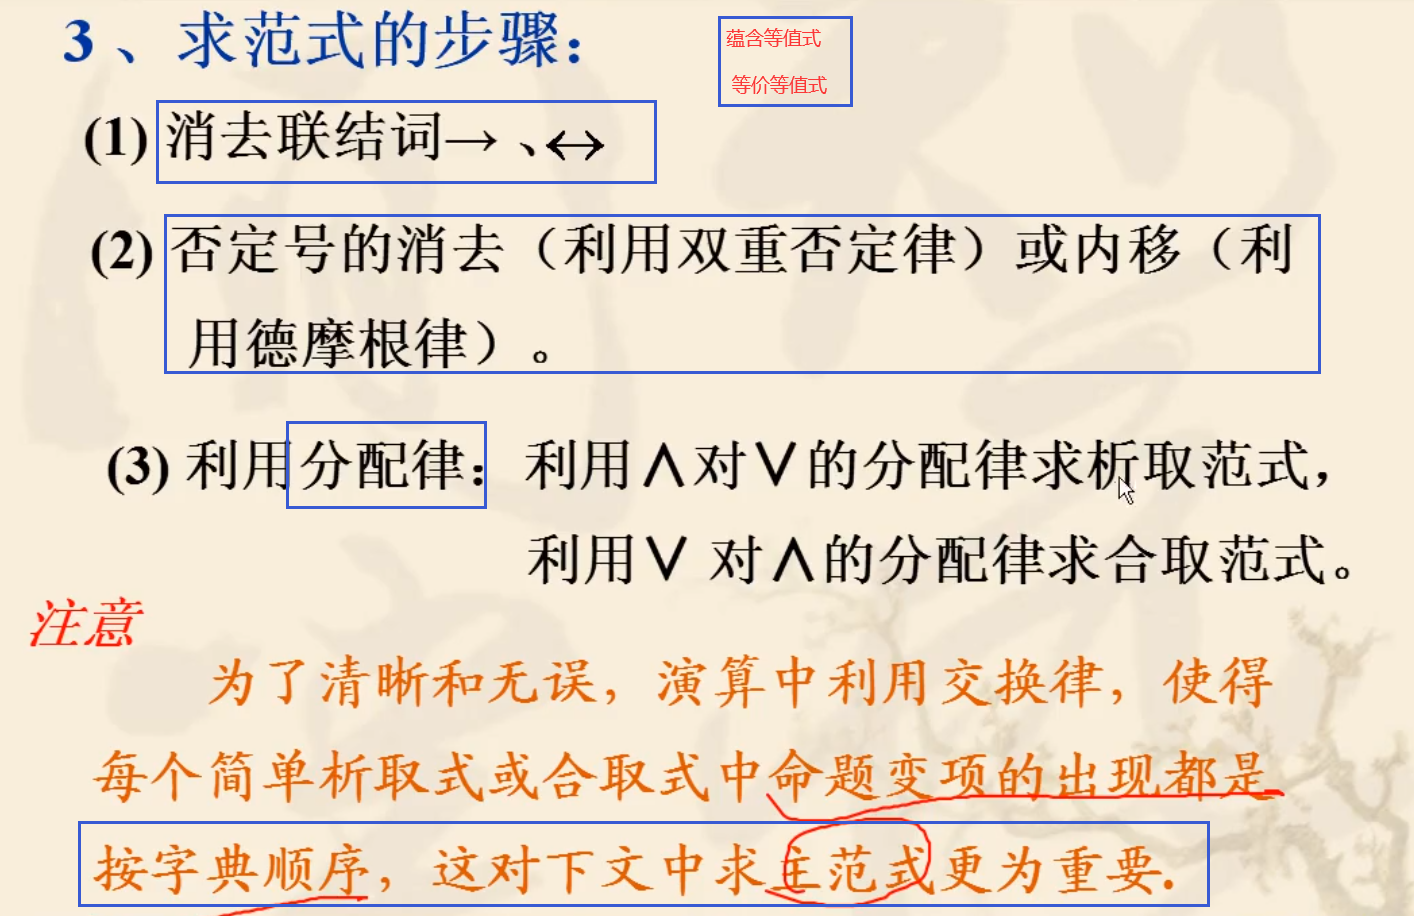 3、求范式的步骤：
蕴含等值式
等价等值式
(1) 消去联结词→、↔
(2) 否定号的消去（利用双重否定律）或内移（利
用德摩根律）。
(3) 利用分配律：利用∧对∨的分配律求析取范式，
利用∨对∧的分配律求合取范式。
注意
为了清晰和无误，演算中利用交换律，使得
每个简单析取式或合取式中命题变项的出现都是
按字典顺序，这对下文中求主范式更为重要.